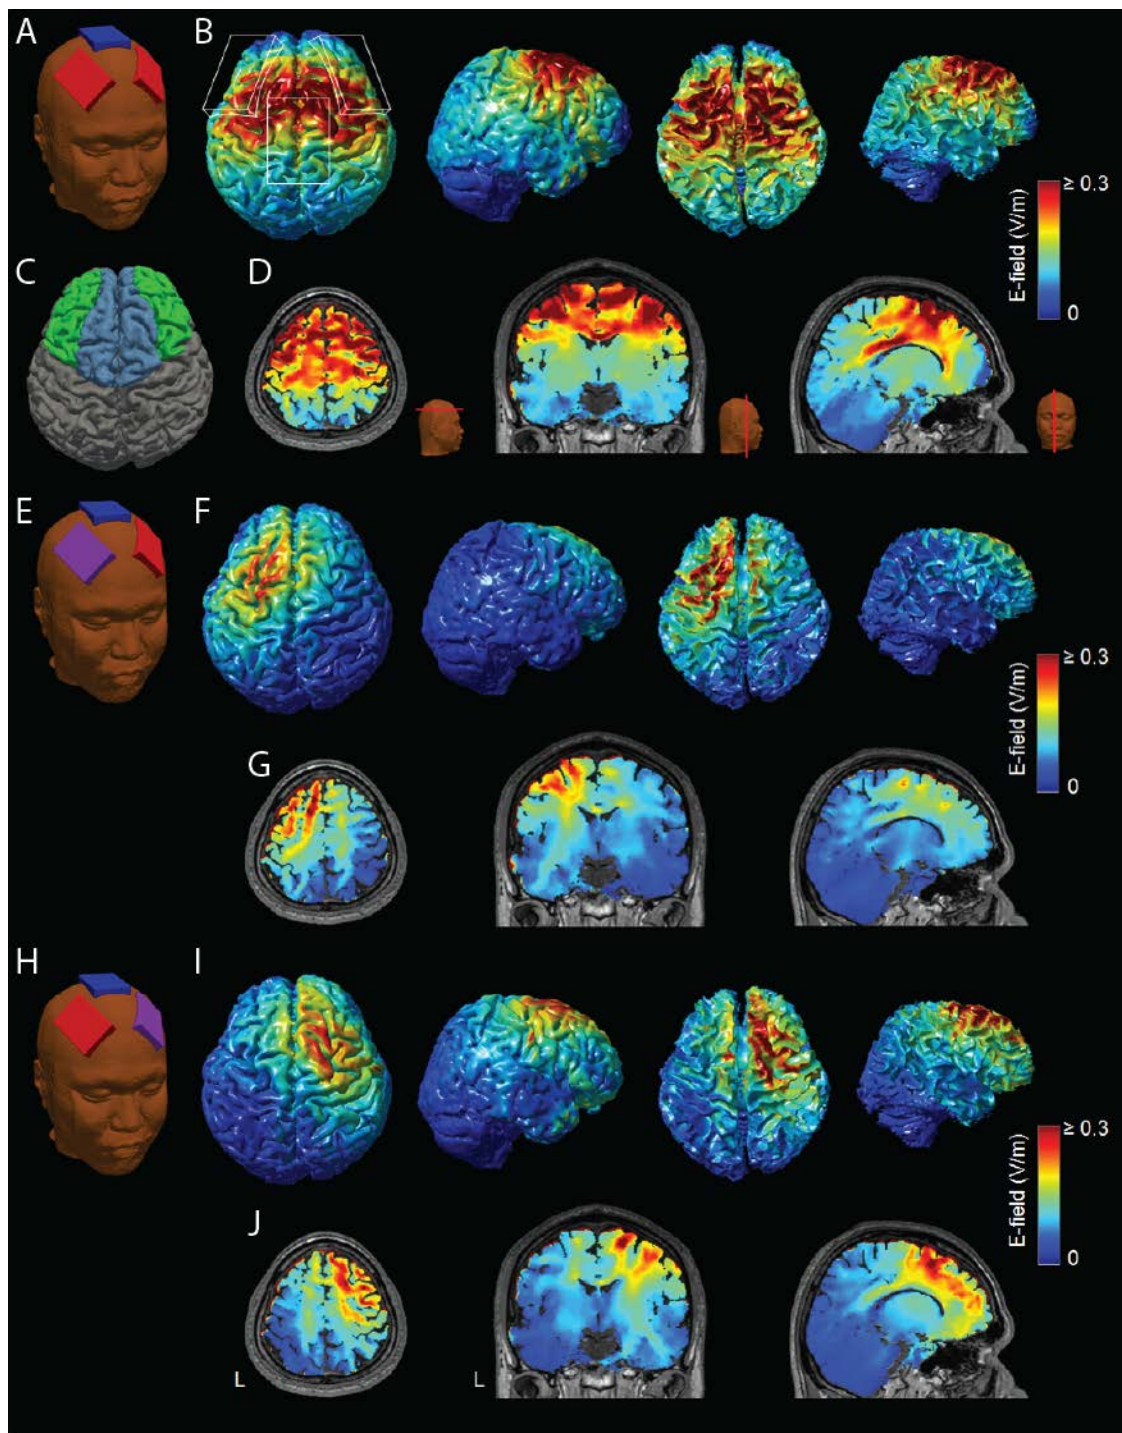 A
B
≥ 0.3
E-field (V/m)
0
C
D
E
F
≥ 0.3
E-field (V/m)
0
G
H
I
≥ 0.3
E-field (V/m)
0
J
L
L